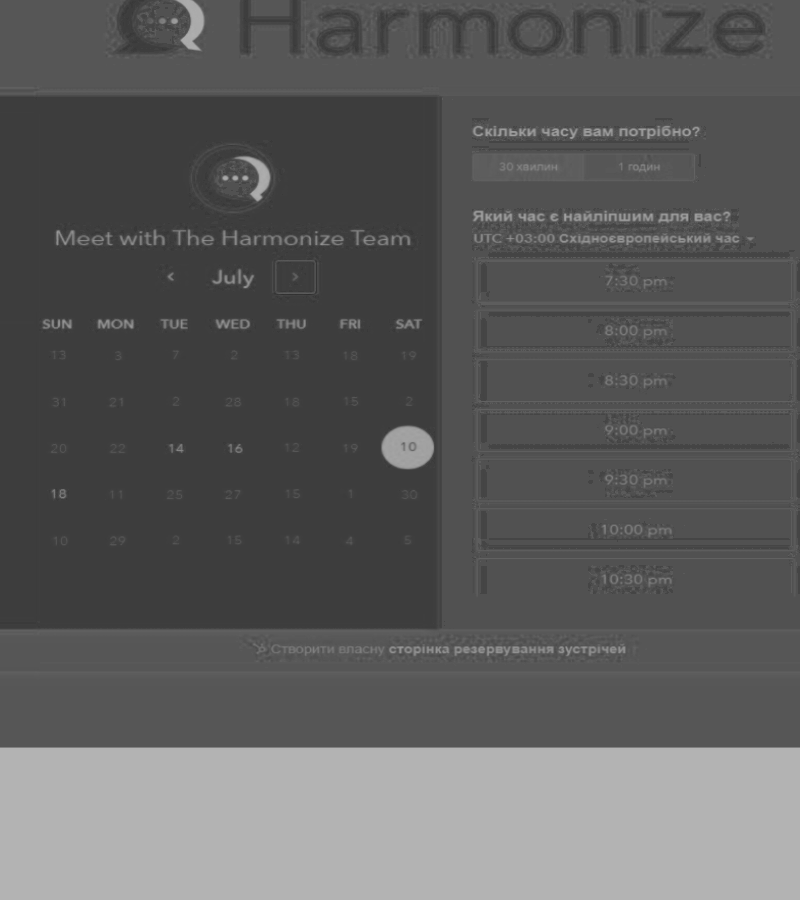 Harmonize
Meet with The Harmonize Team
July
SUN MON TUE WED THU FRI SAT
13 3 7 2 13 18 19
31 21 2 28 18 15 2
20 22 14 16 12 19 10
18 11 25 27 15 1 30
10 29 2 15 14 4 5
Скільки часу вам потрібно?
30 хвилин 1 годин
Який час є найліпшим для вас?
UTC +03:00 Східноєвропейський час
7:30 pm
8:00 pm
8:30 pm
9:00 pm
9:30 pm
10:00 pm
10:30 pm
Створити власну сторінка резервування зустрічей